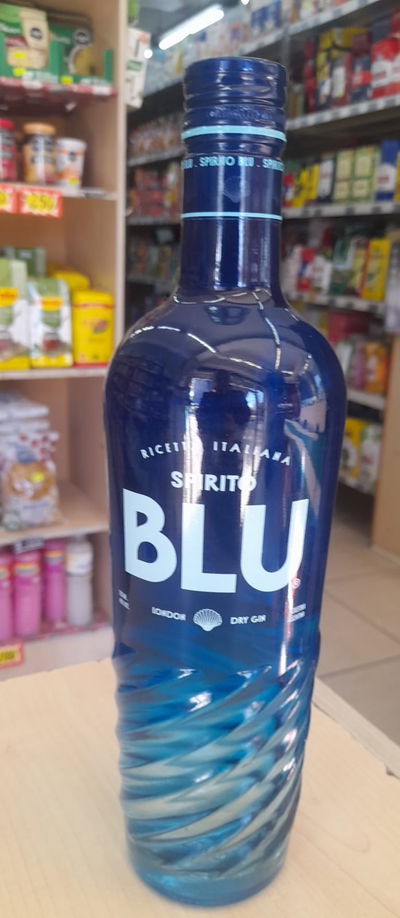 SPIRITO BLU
RICETTA ITALIANA
SPIRITO
BLU
LONDON DRY GIN